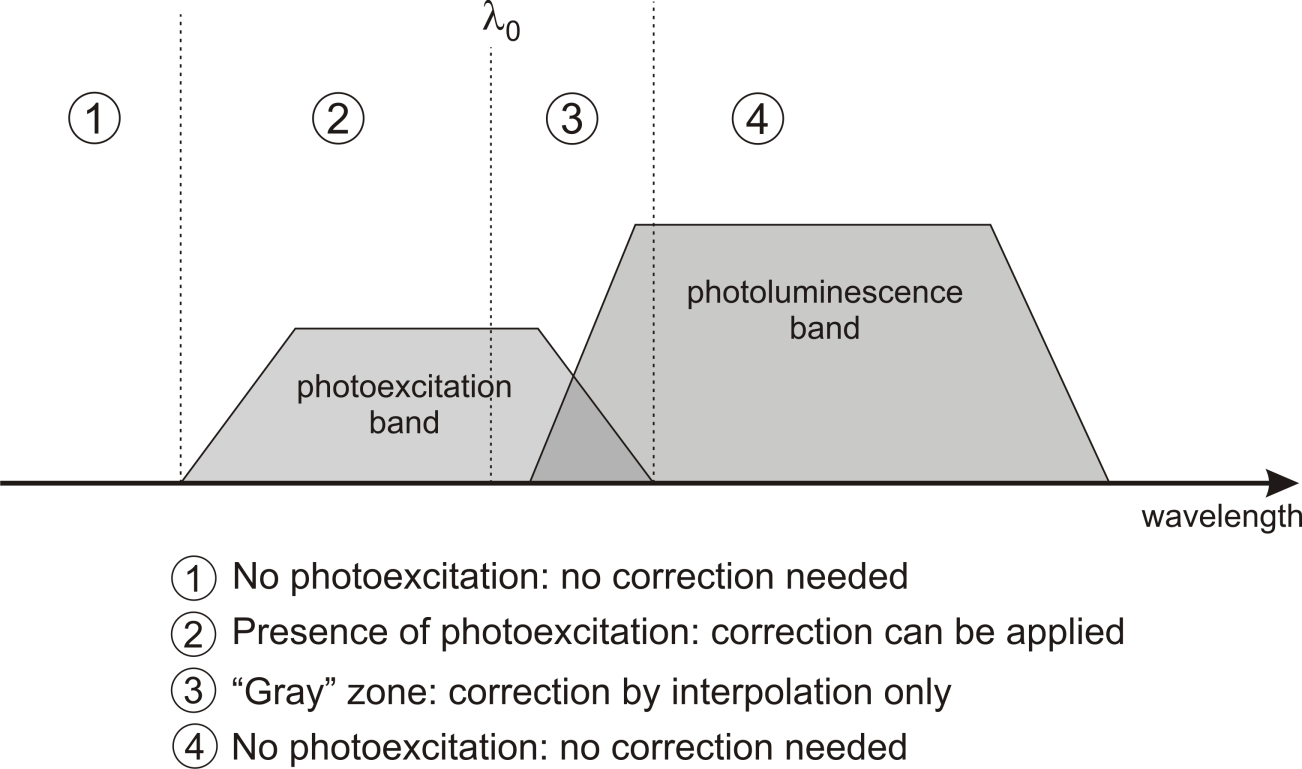 λ0
1
2
3
4
photoluminescence
band
photoexcitation
band
wavelength
1 No photoexcitation: no correction needed
2 Presence of photoexcitation: correction can be applied
3 “Gray” zone: correction by interpolation only
4 No photoexcitation: no correction needed